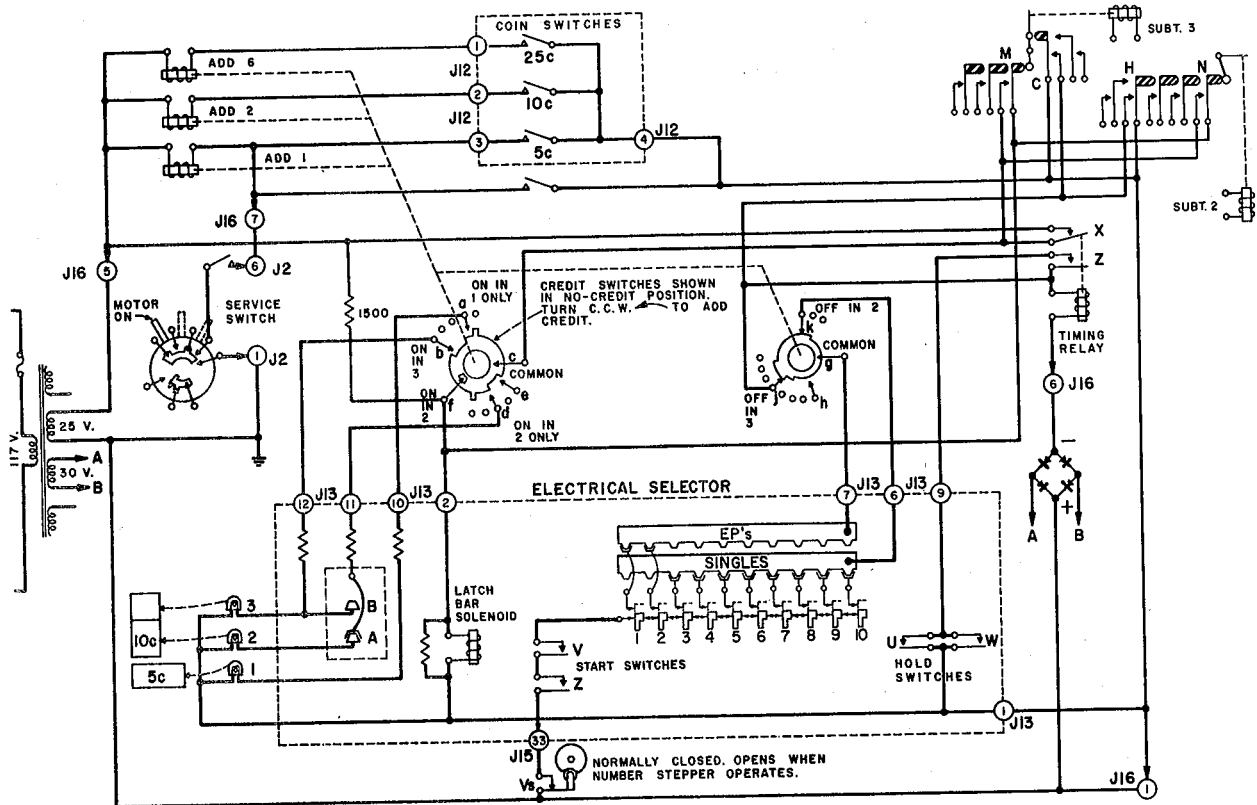 COIN SWITCHES
SUBT. 3
ADD 6
1
25c
M
C
H
N
J12
ADD 2
2
10c
J12
3
5c
4
J12
ADD 1
SUBT. 2
J16
7
X
J16
5
6
J2
Z
MOTOR ON
SERVICE SWITCH
1500
ON IN 1 ONLY
a
CREDIT SWITCHES SHOWN
IN NO-CREDIT POSITION.
TURN C.C.W. TO ADD
CREDIT.
OFF IN 2
k
COMMON
g
TIMING
RELAY
1
J2
b
ON IN 3
c
COMMON
e
ON IN 2
f
d
ON IN
2 ONLY
OFF IN 3
j
h
6
J16
117 V.
25 V.
30 V.
A
B
12
J13
11
J13
10
J13
2
ELECTRICAL SELECTOR
7
J13
6
J13
9
−
+
A
B
EP's
SINGLES
LATCH
BAR
SOLENOID
3
B
10c
2
A
5c
1
1 2 3 4 5 6 7 8 9 10
V
START SWITCHES
Z
U
W
HOLD
SWITCHES
1
J13
33
J15
NORMALLY CLOSED. OPENS WHEN
NUMBER STEPPER OPERATES.
Vs
J16
1